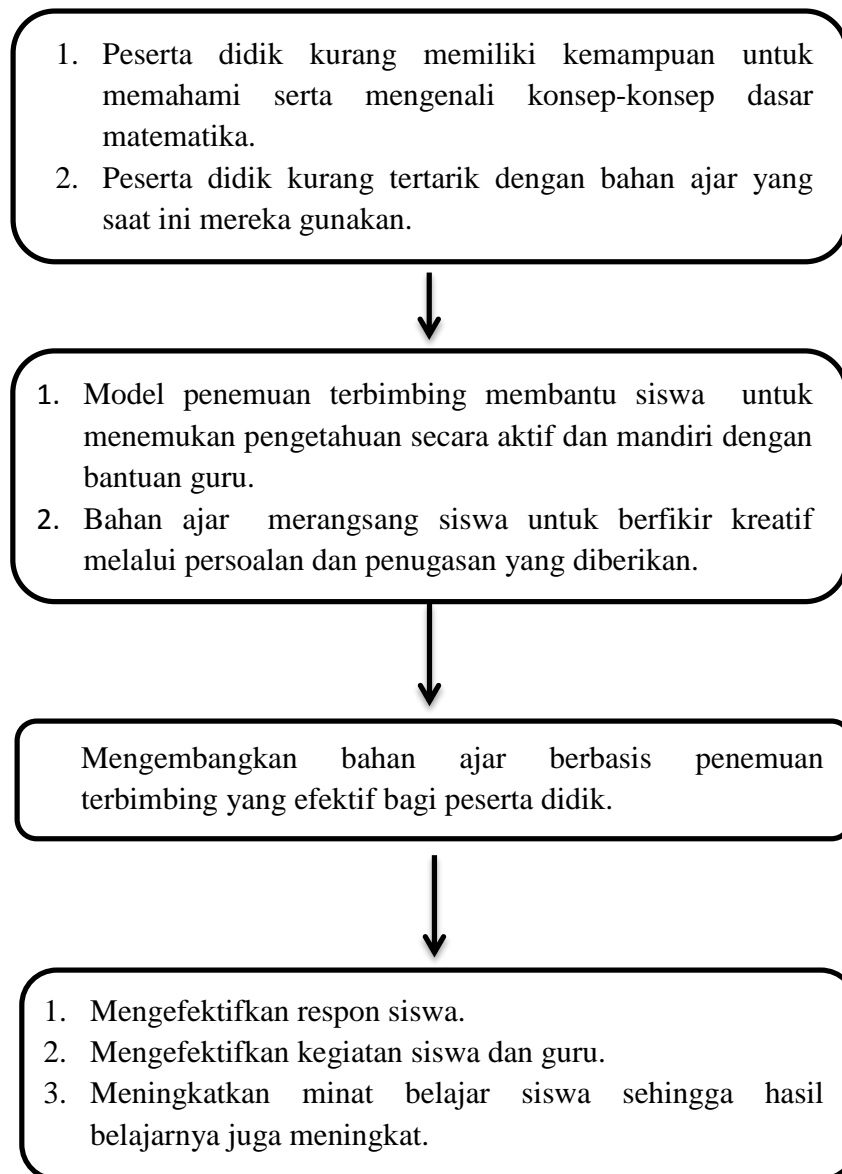 1. Peserta didik kurang memiliki kemampuan untuk
memahami serta mengenali konsep-konsep dasar
matematika.
2. Peserta didik kurang tertarik dengan bahan ajar yang
saat ini mereka gunakan.
1. Model penemuan terbimbing membantu siswa untuk
menemukan pengetahuan secara aktif dan mandiri dengan
bantuan guru.
2. Bahan ajar merangsang siswa untuk berfikir kreatif
melalui persoalan dan penugasan yang diberikan.
Mengembangkan bahan ajar berbasis penemuan
terbimbing yang efektif bagi peserta didik.
1. Mengefektifkan respon siswa.
2. Mengefektifkan kegiatan siswa dan guru.
3. Meningkatkan minat belajar siswa sehingga hasil
belajarnya juga meningkat.